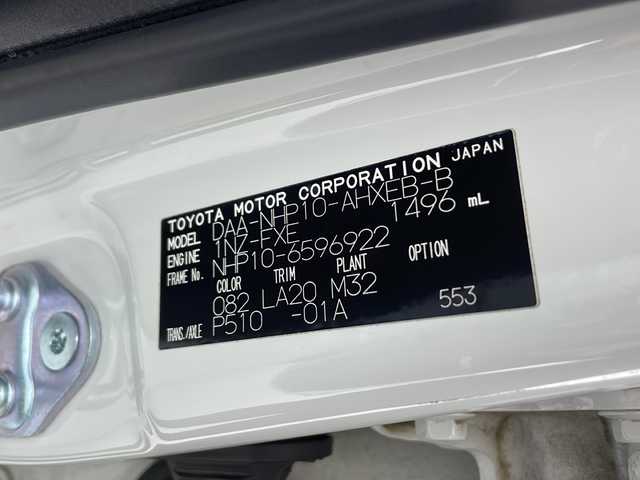 TOYOTA MOTOR CORPORATION JAPAN
MODEL DAA-NHP10-AHXEB-B
ENGINE 1NZ-FXE 1496 mL
FRAME No. NHP10-6596922
COLOR TRIM PLANT OPTION
082 LA20 M32
TRANS./AXLE P510 -01A 553